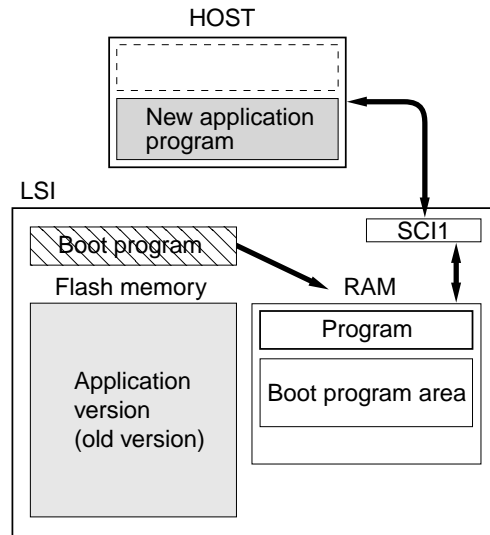 HOST
New application
program
LSI
SCI1
Boot program
Flash memory
RAM
Program
Application
version
(old version)
Boot program area